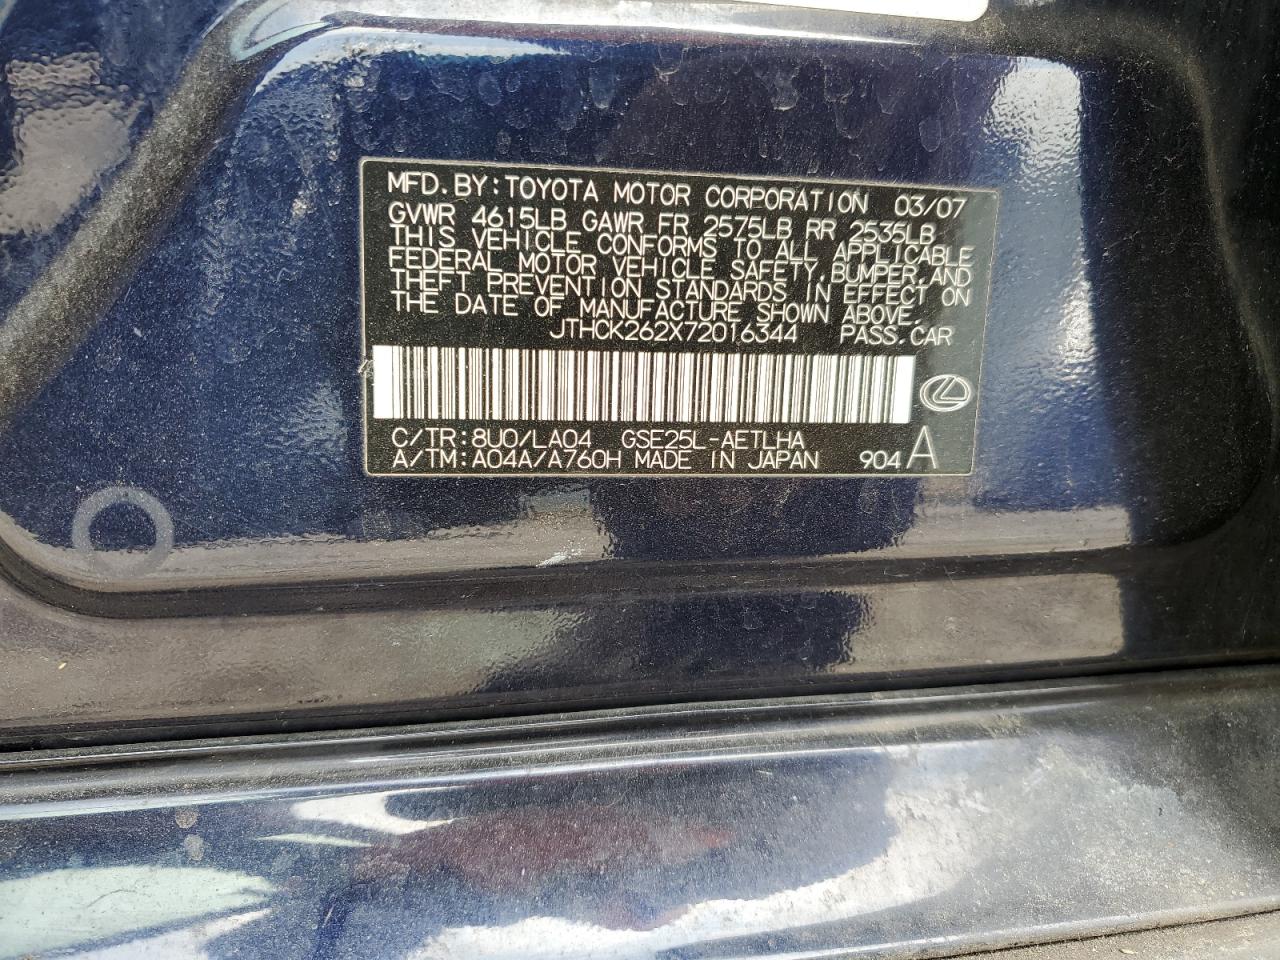 MFD.BY:TOYOTA MOTOR CORPORATION 03/07
GVWR 4615LB GAWR FR 2575LB RR 2535LB
THIS VEHICLE CONFORMS TO ALL APPLICABLE
FEDERAL MOTOR VEHICLE SAFETY,BUMPER,AND
THEFT PREVENTION STANDARDS IN EFFECT ON
THE DATE OF MANUFACTURE SHOWN ABOVE.
JTHCK262X72016344 PASS.CAR
C/TR:8U0/LA04 GSE25L-AETLHA
A/TM:A04A/A760H MADE IN JAPAN 904 A